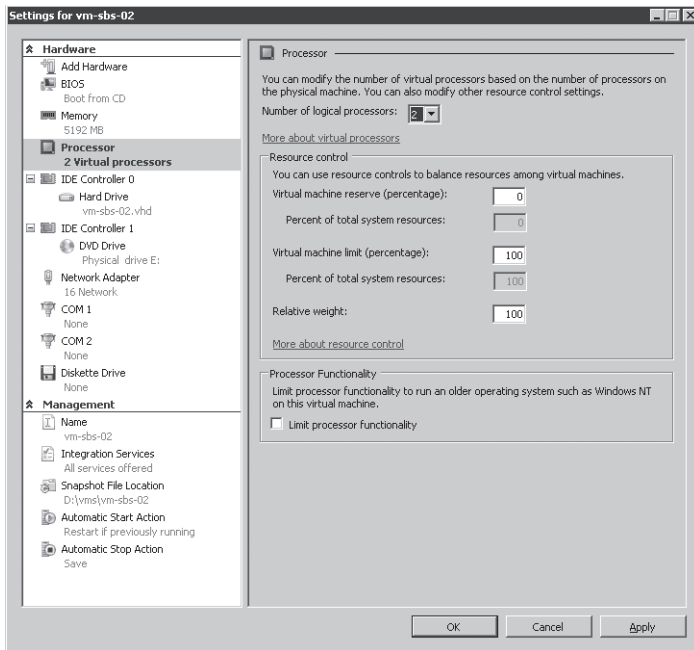 Settings for vm-sbs-02
Hardware
Add Hardware
BIOS
Boot from CD
Memory
5192 MB
Processor
2 Virtual processors
IDE Controller 0
Hard Drive
vm-sbs-02.vhd
IDE Controller 1
DVD Drive
Physical drive E:
Network Adapter
16 Network
COM 1
None
COM 2
None
Diskette Drive
None
Management
Name
vm-sbs-02
Integration Services
All services offered
Snapshot File Location
D:\vms\vm-sbs-02
Automatic Start Action
Restart if previously running
Automatic Stop Action
Save
Processor
You can modify the number of virtual processors based on the number of processors on
the physical machine. You can also modify other resource control settings.
Number of logical processors: 2
More about virtual processors
Resource control
You can use resource controls to balance resources among virtual machines.
Virtual machine reserve (percentage): 0
Percent of total system resources: 0
Virtual machine limit (percentage): 100
Percent of total system resources: 100
Relative weight: 100
More about resource control
Processor Functionality
Limit processor functionality to run an older operating system such as Windows NT
on this virtual machine.
Limit processor functionality
OK Cancel Apply